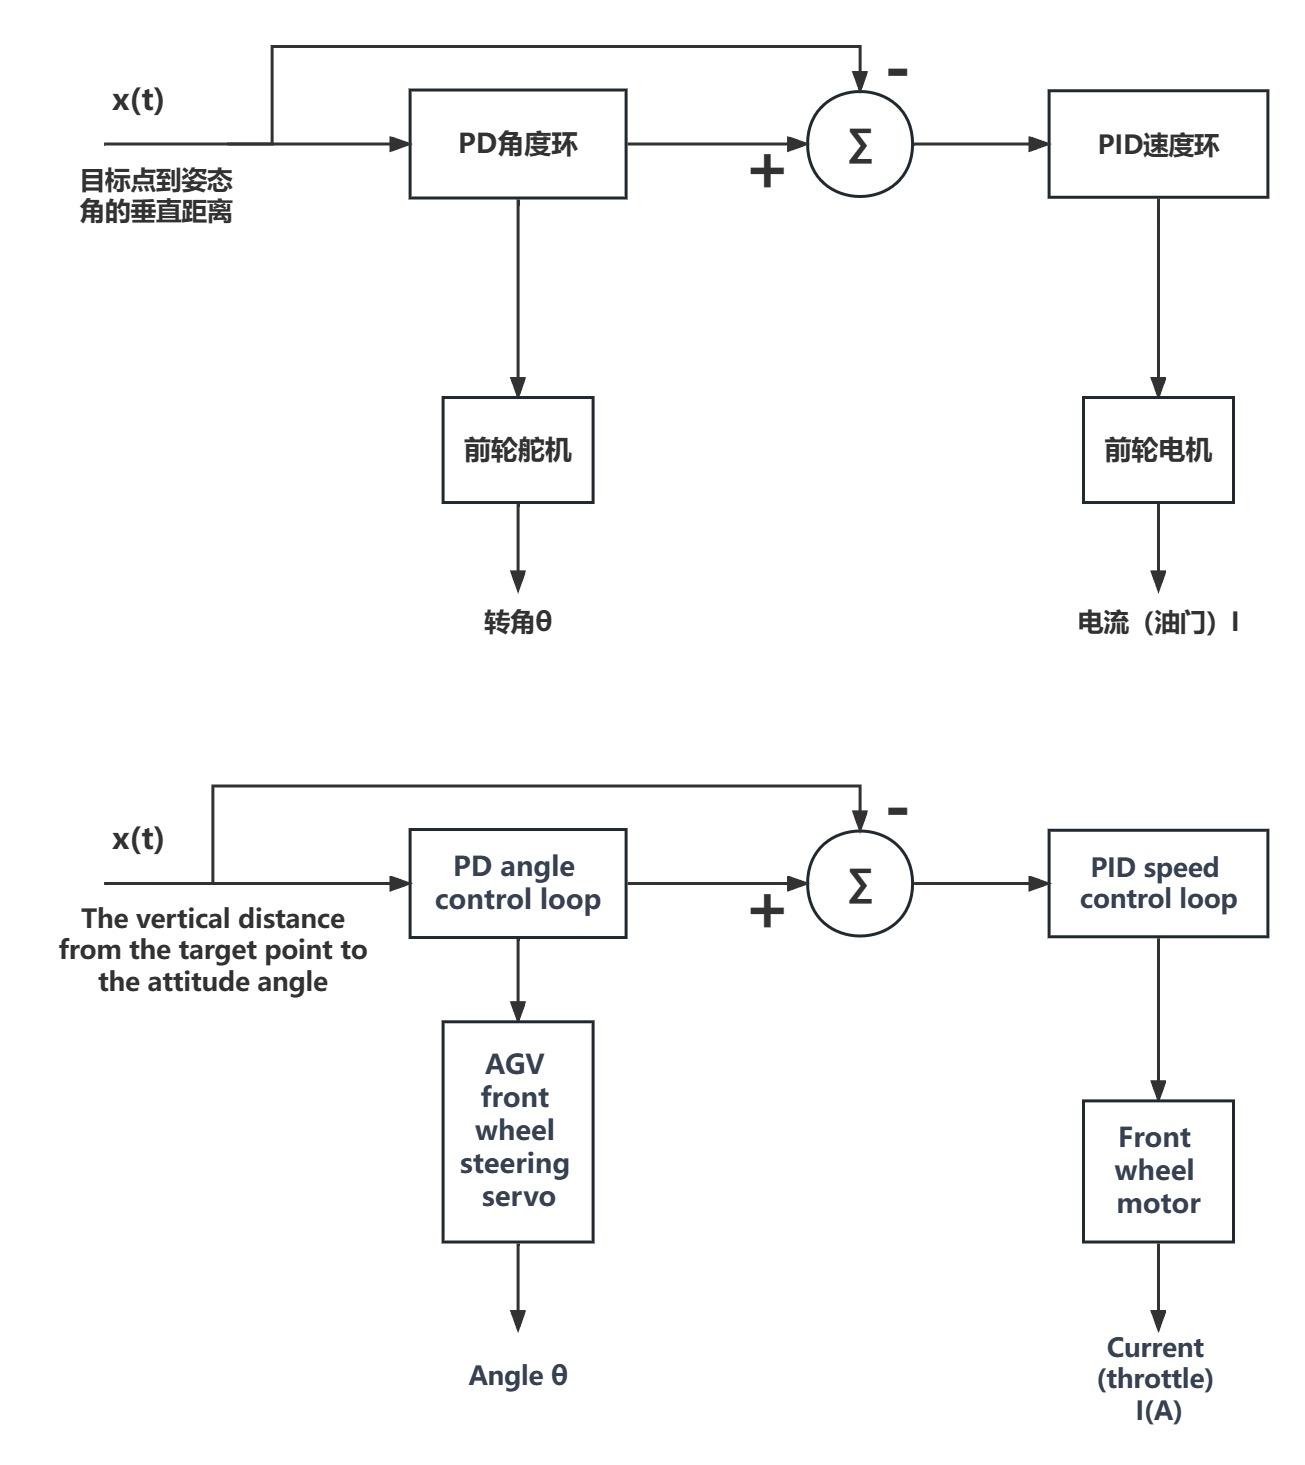 x(t)
-
PD角度环
Σ
PID速度环
+
目标点到姿态
角的垂直距离
前轮舵机
前轮电机
转角θ
电流（油门）I
x(t)
-
PD angle
control loop
Σ
PID speed
control loop
+
The vertical distance
from the target point to
the attitude angle
AGV
front
wheel
steering
servo
Front
wheel
motor
Angle θ
Current
(throttle)
I(A)